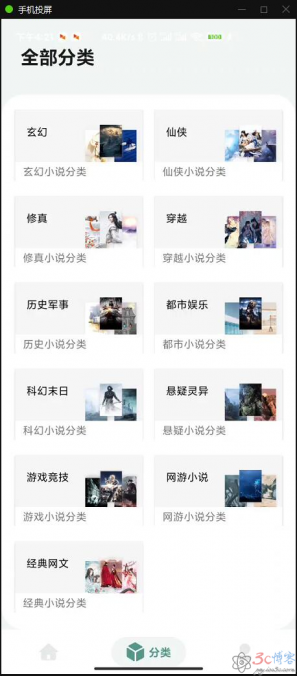 手机投屏
全部分类
玄幻
仙侠
玄幻小说分类
仙侠小说分类
修真
穿越
修真小说分类
穿越小说分类
历史军事
都市娱乐
历史小说分类
都市小说分类
科幻末日
悬疑灵异
科幻小说分类
悬疑小说分类
游戏竞技
网游小说
游戏小说分类
网游小说分类
经典网文
经典小说分类
分类
3c博客